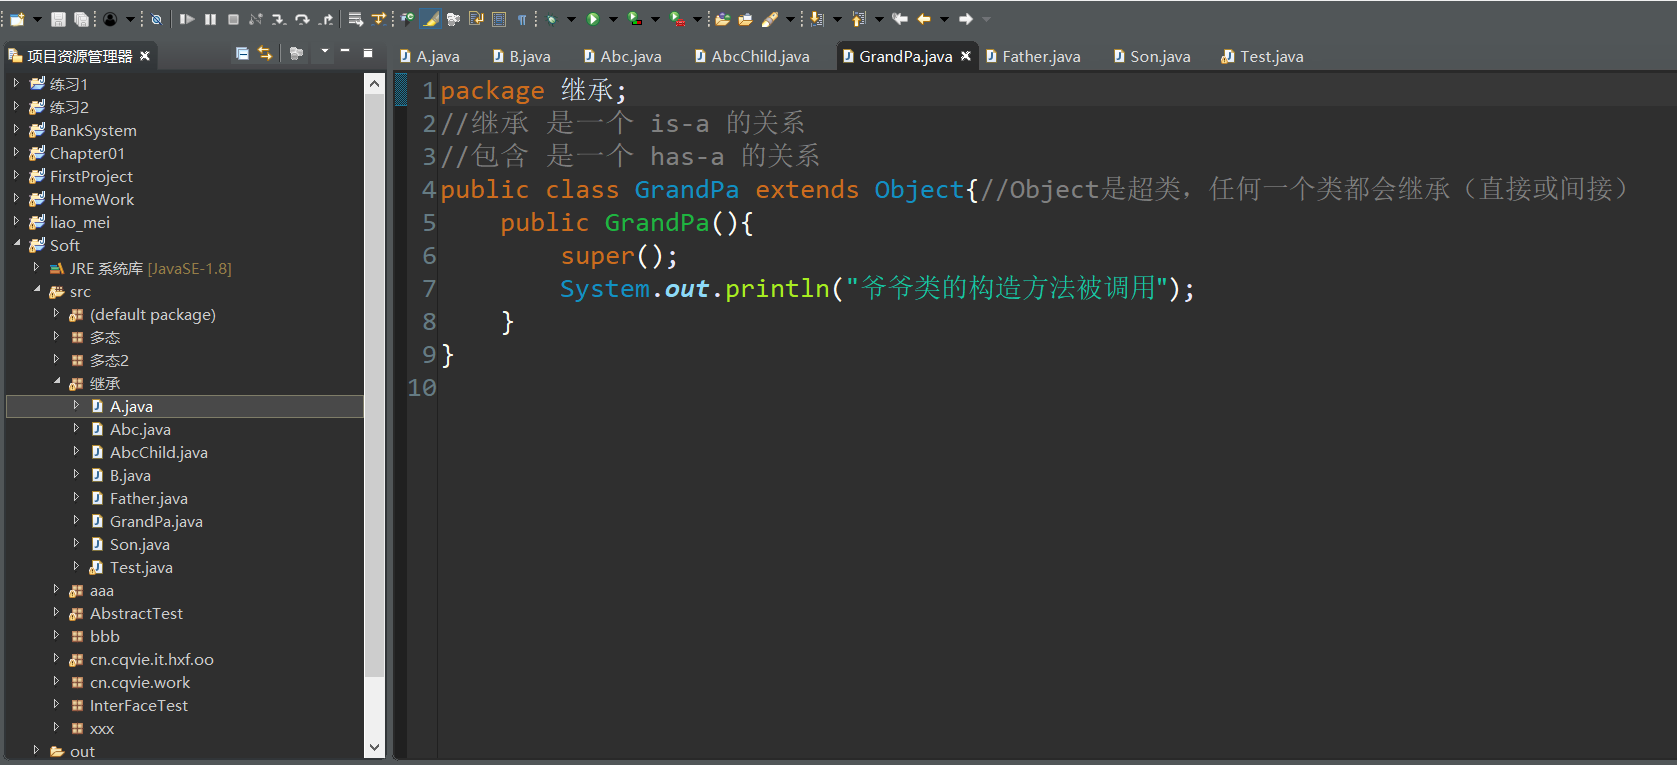 项目资源管理器
练习1
练习2
BankSystem
Chapter01
FirstProject
HomeWork
liao_mei
Soft
JRE 系统库 [JavaSE-1.8]
src
(default package)
多态
多态2
继承
A.java
Abc.java
AbcChild.java
B.java
Father.java
GrandPa.java
Son.java
Test.java
aaa
AbstractTest
bbb
cn.cqvie.it.hxf.oo
cn.cqvie.work
InterFaceTest
xxx
out
A.java B.java Abc.java AbcChild.java GrandPa.java Father.java Son.java Test.java
1 package 继承;
2 //继承 是一个 is-a 的关系
3 //包含 是一个 has-a 的关系
4 public class GrandPa extends Object{//Object是超类，任何一个类都会继承（直接或间接）
5 public GrandPa(){
6 super();
7 System.out.println("爷爷类的构造方法被调用");
8 }
9 }
10